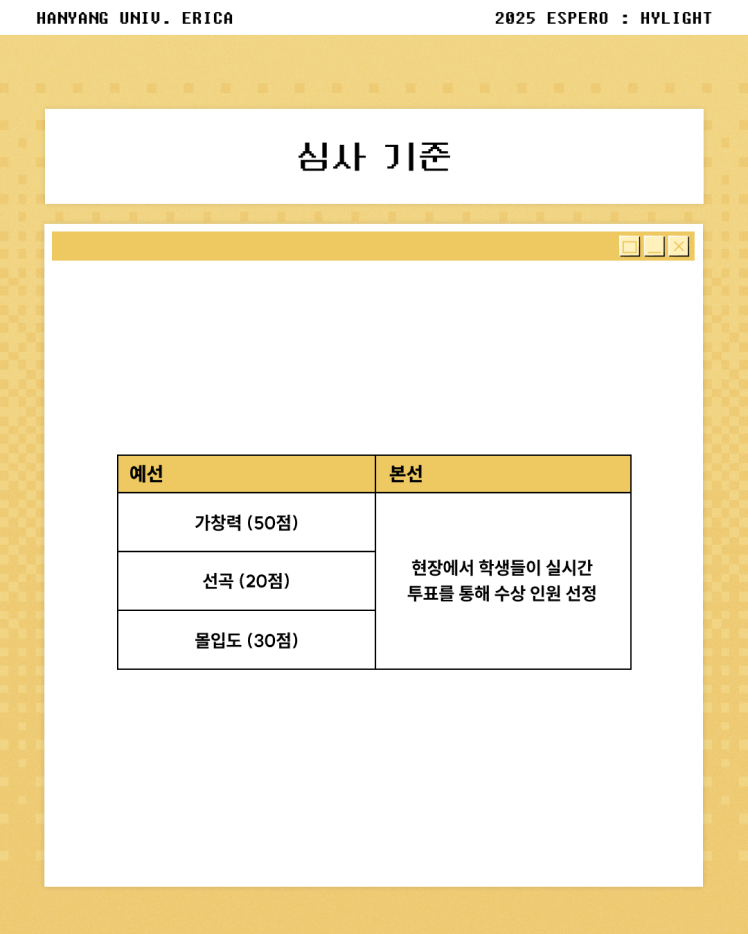 HANYANG UNIV. ERICA
2025 ESPERO : HYLIGHT
심사 기준
예선
본선
가창력 (50점)
선곡 (20점)
몰입도 (30점)
현장에서 학생들이 실시간
투표를 통해 수상 인원 선정